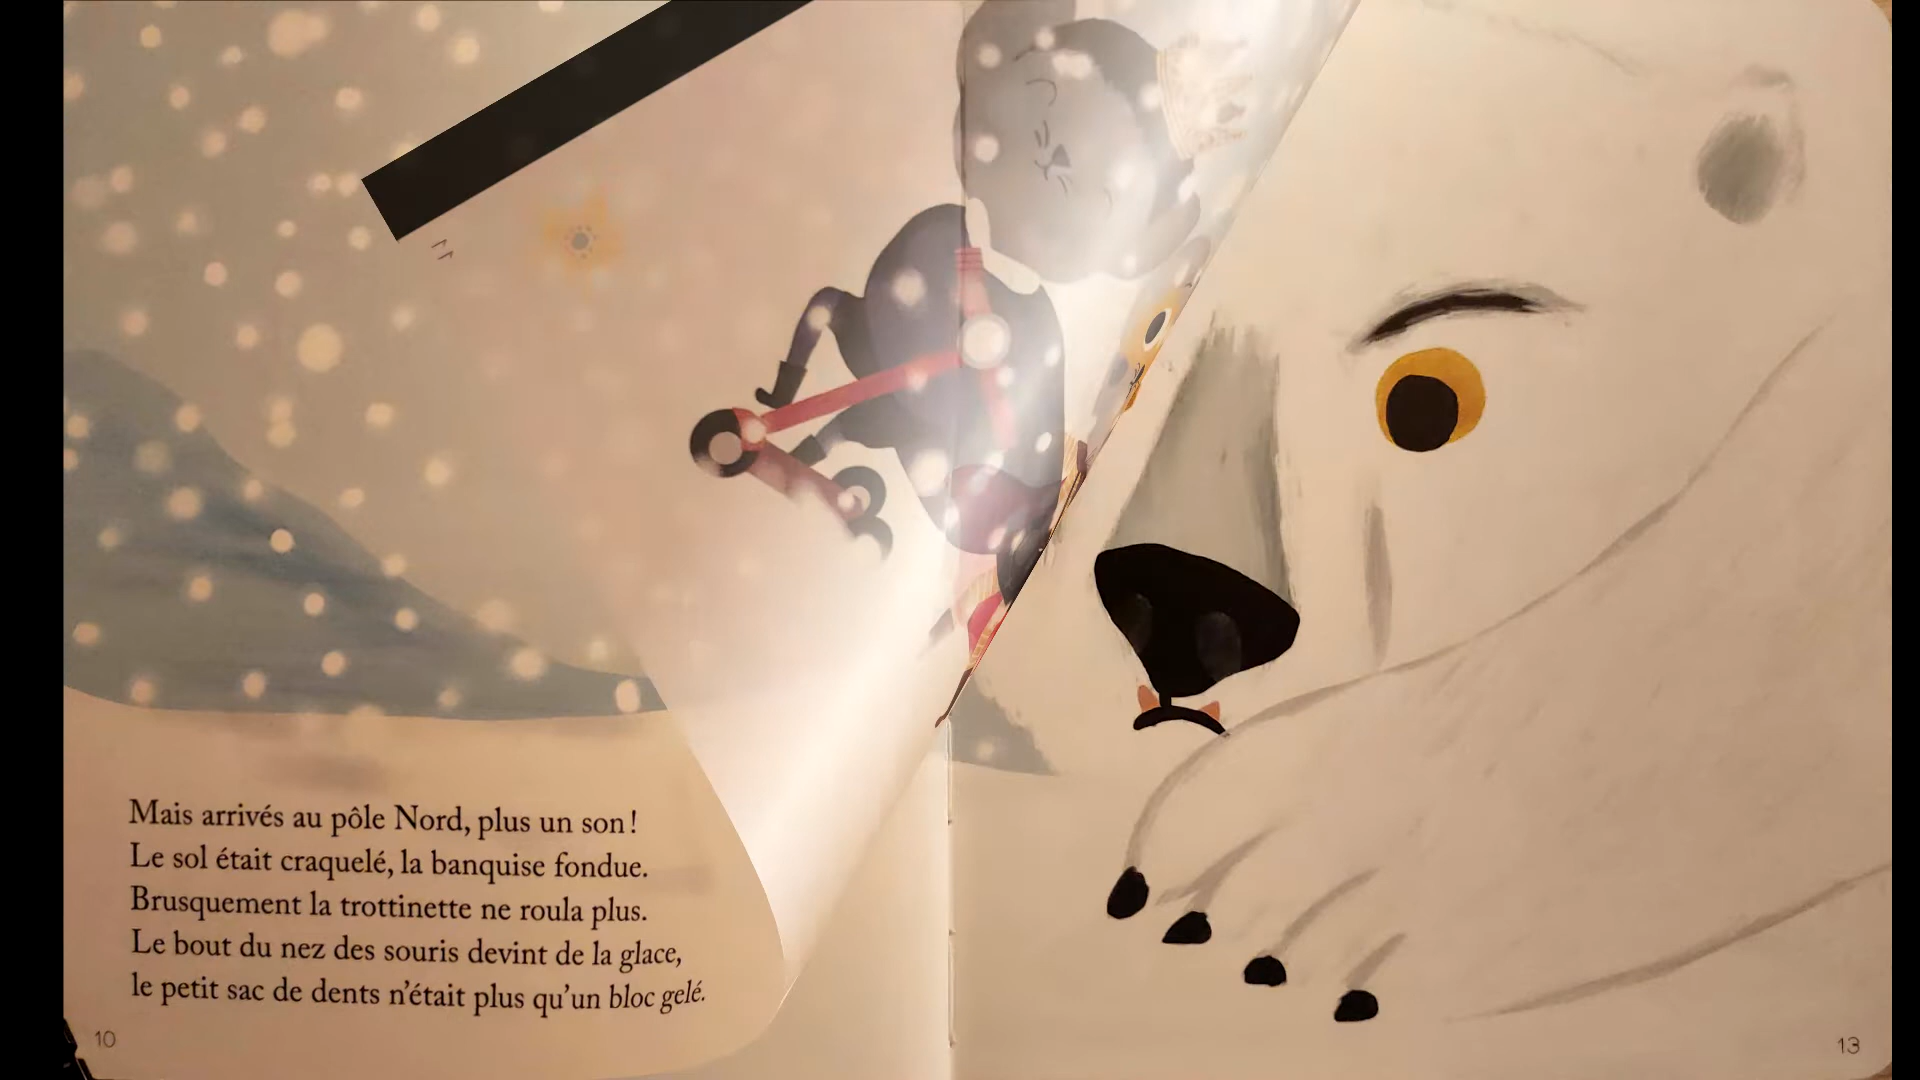 Mais arrivés au pôle Nord, plus un son !
Le sol était craquelé, la banquise fondue.
Brusquement la trottinette ne roula plus.
Le bout du nez des souris devint de la glace,
le petit sac de dents n’était plus qu’un bloc gelé.
10
13